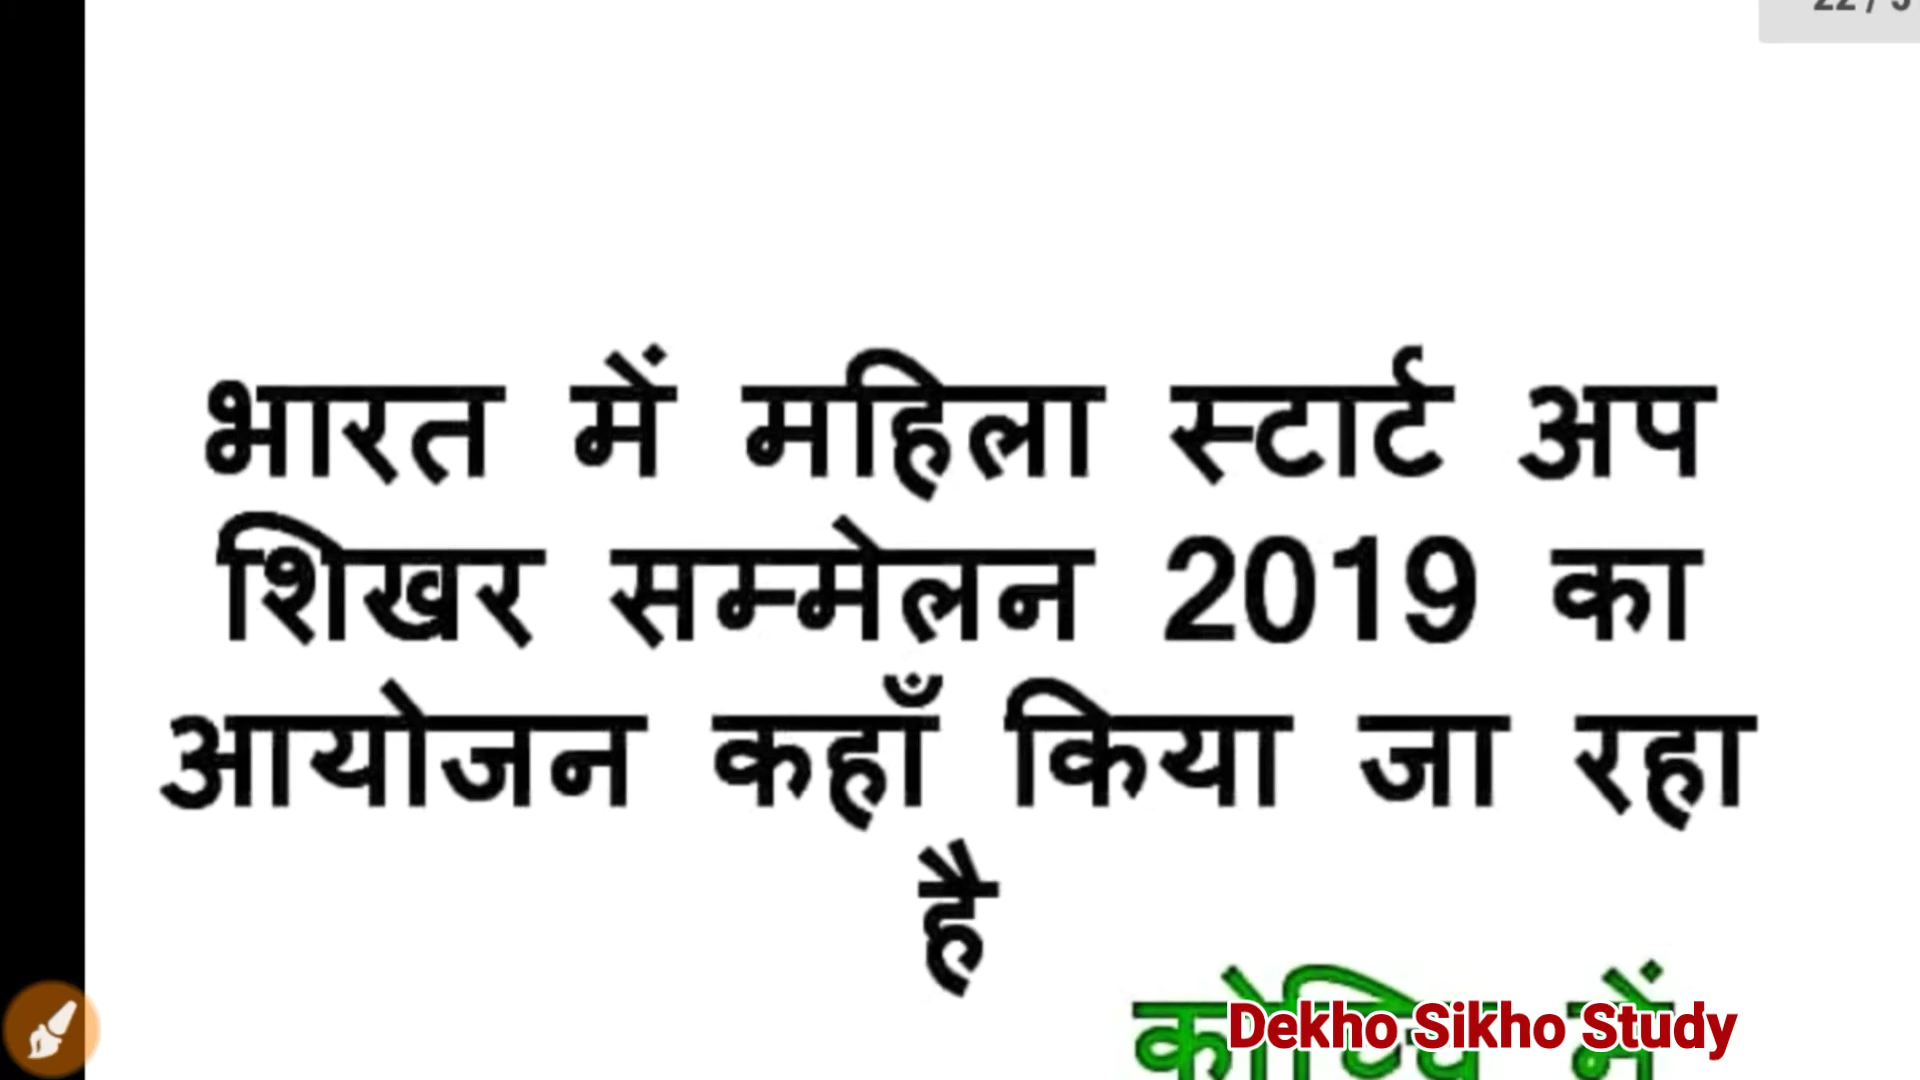 भारत में महिला स्टार्ट अप
शिखर सम्मेलन 2019 का
आयोजन कहाँ किया जा रहा
है
में
Dekho Sikho Study